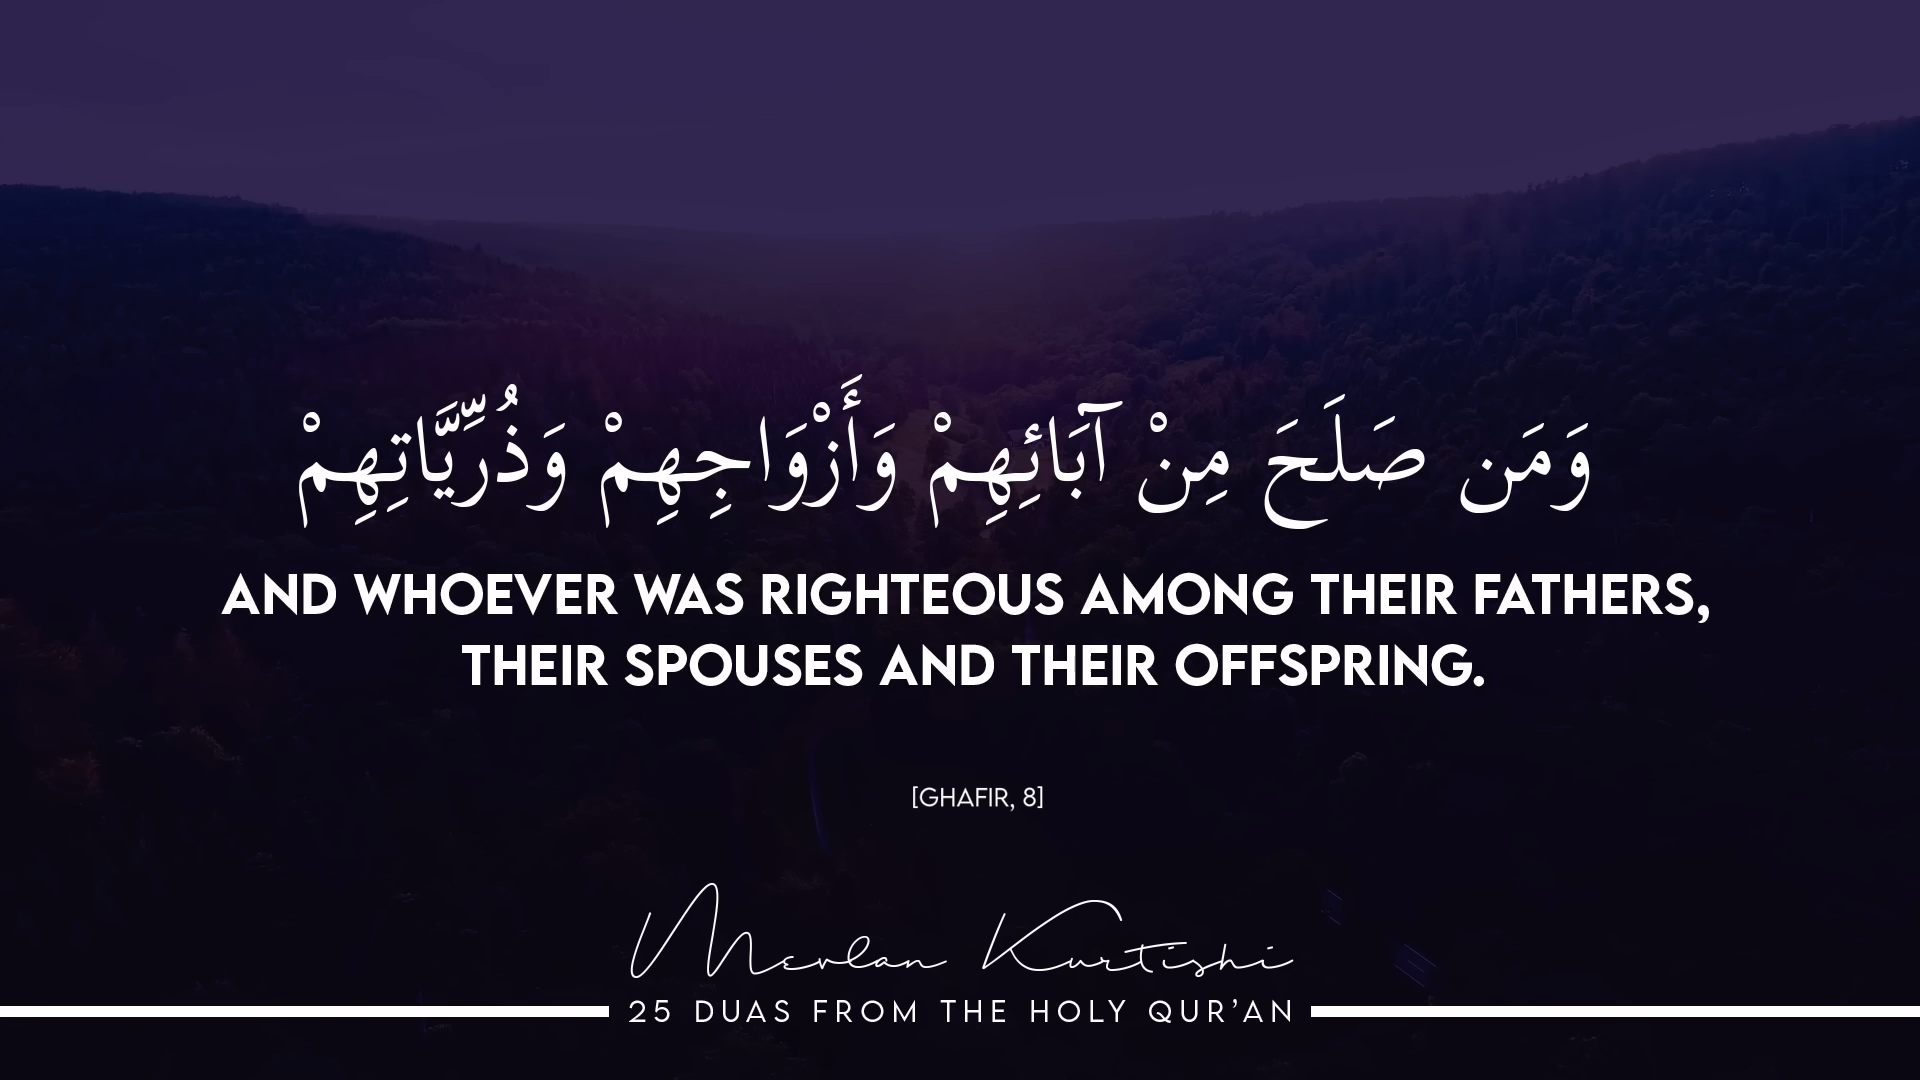 وَمَن صَلَحَ مِنْ آبَائِهِمْ وَأَزْوَاجِهِمْ وَذُرِّيَّاتِهِمْ
AND WHOEVER WAS RIGHTEOUS AMONG THEIR FATHERS,
THEIR SPOUSES AND THEIR OFFSPRING.
[GHAFIR, 8]
Mevlan Kurtishi
25 DUAS FROM THE HOLY QUR'AN